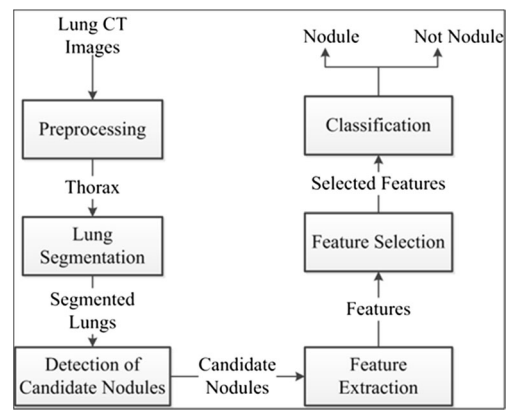 Lung CT
Images
Preprocessing
Thorax
Lung
Segmentation
Segmented
Lungs
Detection of
Candidate Nodules
Candidate
Nodules
Feature
Extraction
Features
Feature Selection
Selected Features
Classification
Nodule
Not Nodule